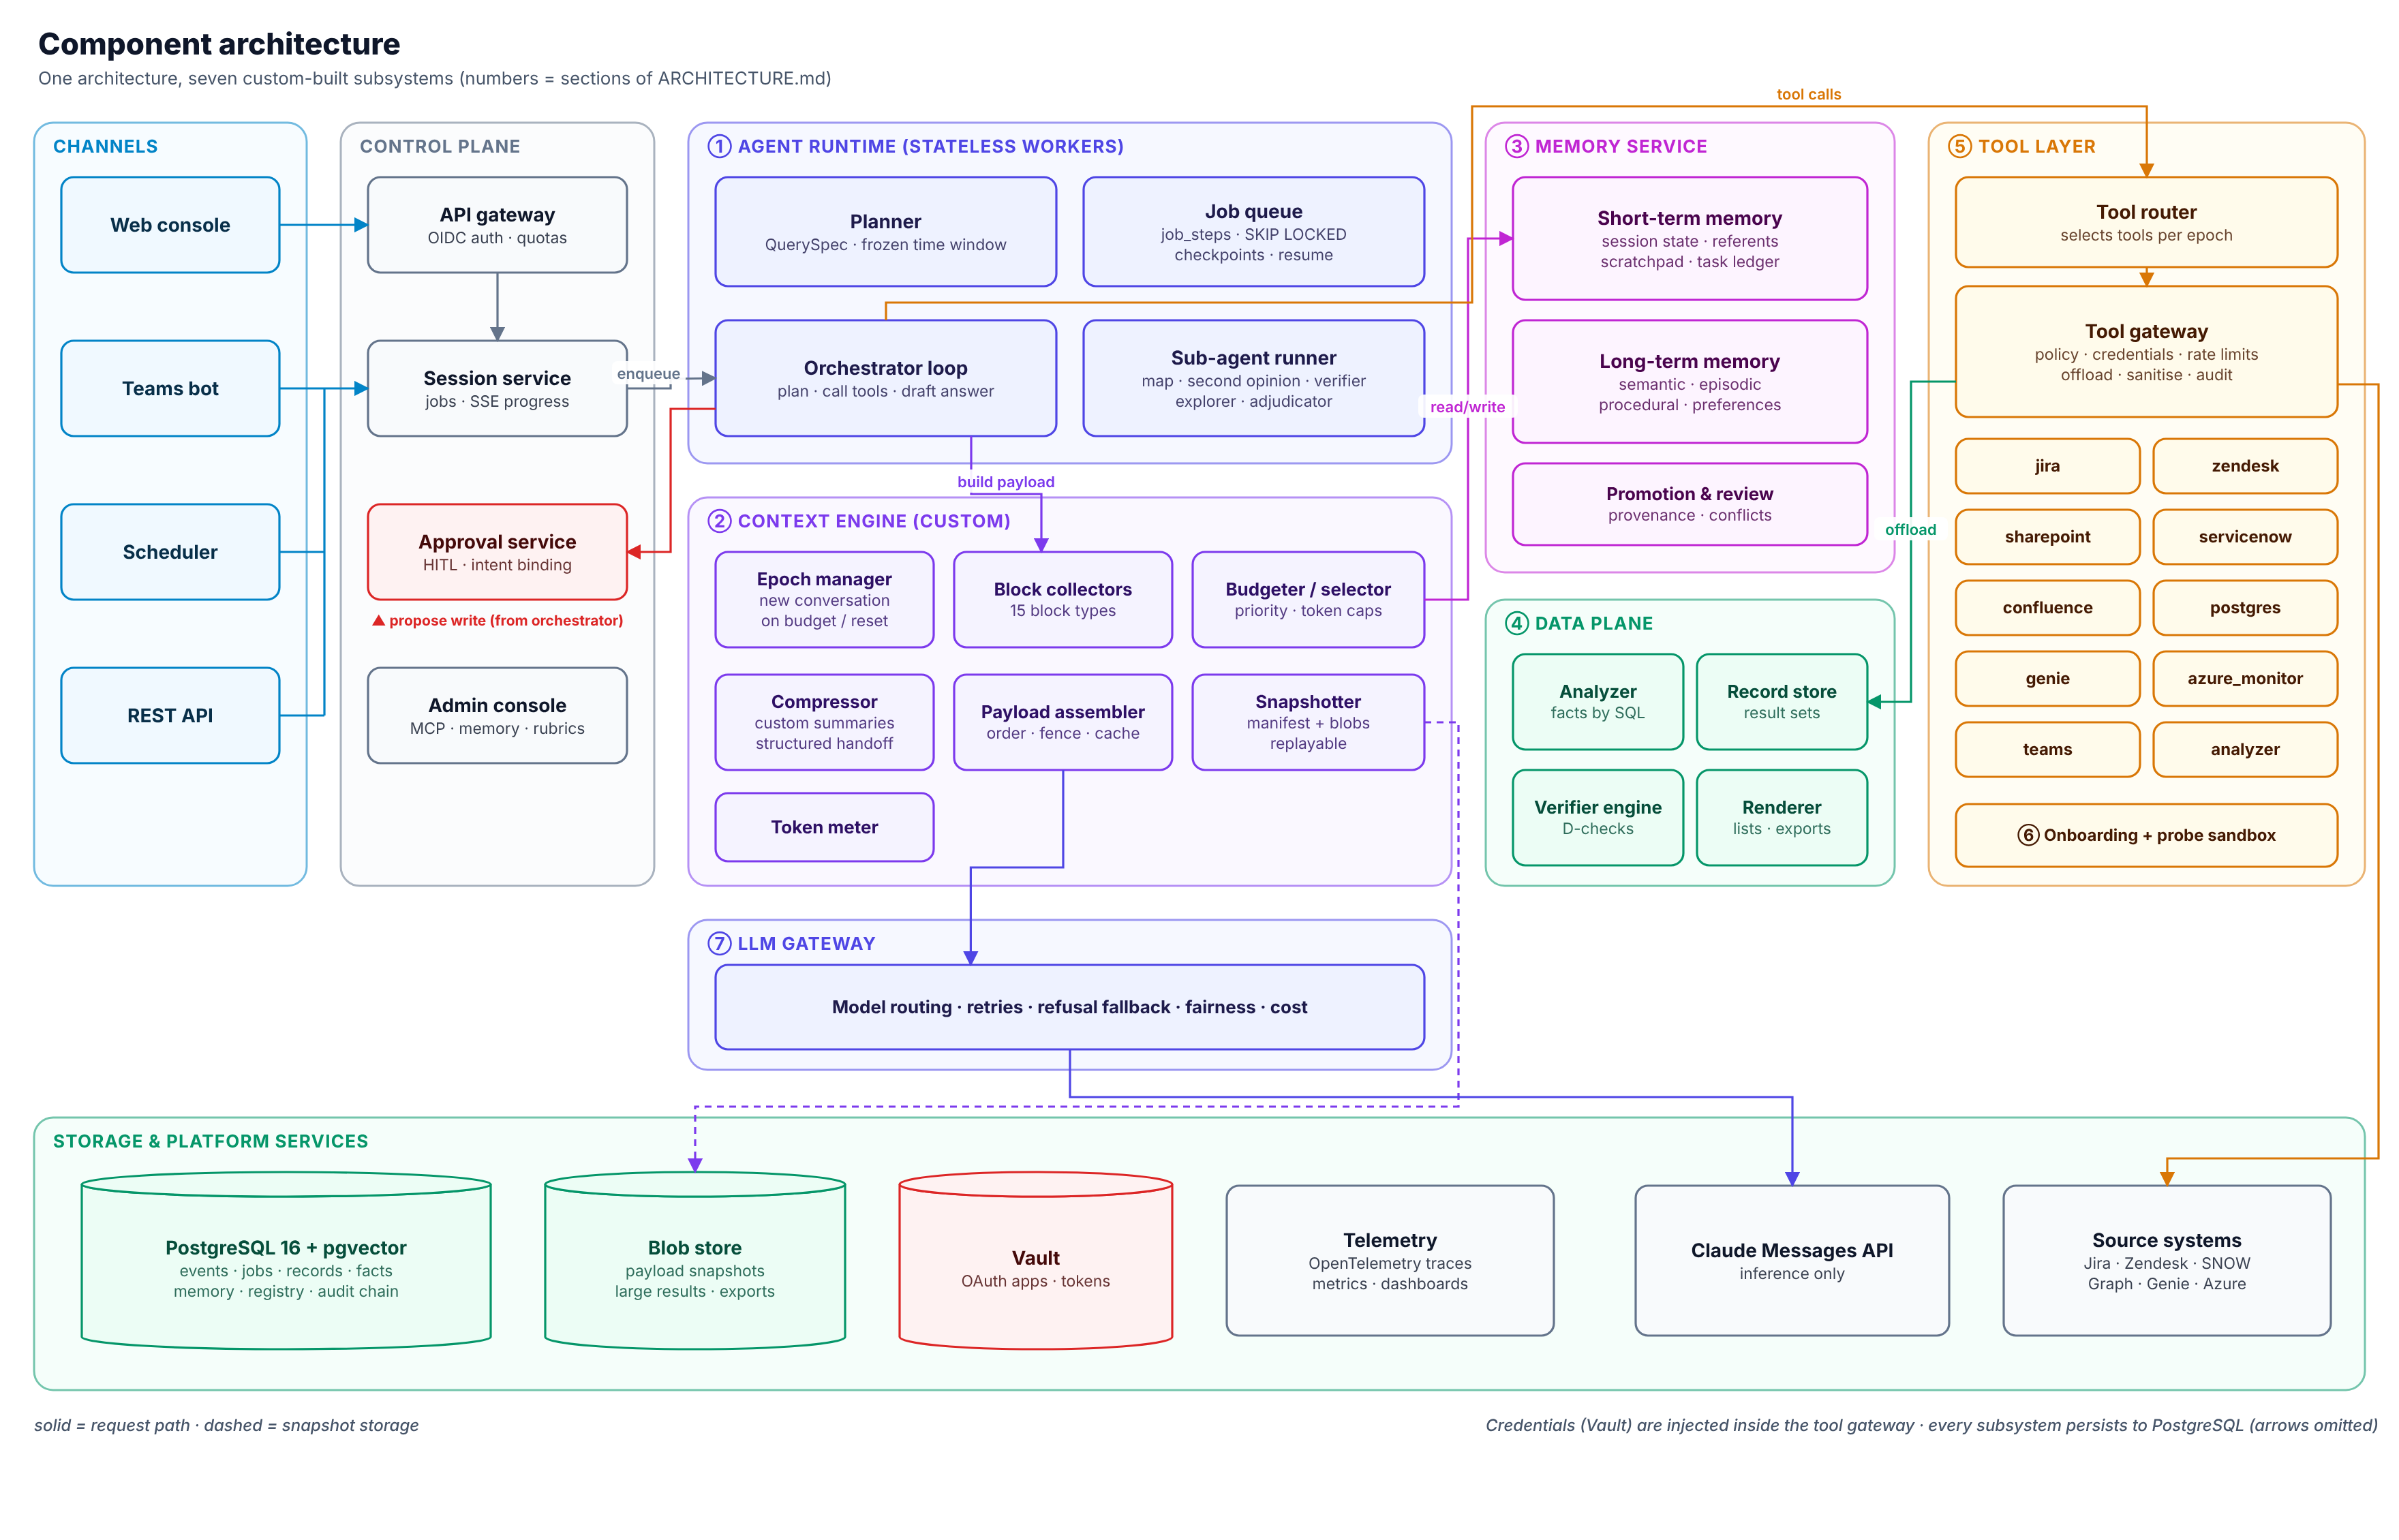 Component architecture
One architecture, seven custom-built subsystems (numbers = sections of ARCHITECTURE.md)
tool calls
CHANNELS
Web console
Teams bot
Scheduler
REST API
CONTROL PLANE
API gateway
OIDC auth · quotas
Session service
jobs · SSE progress
enqueue
Approval service
HITL · intent binding
▲ propose write (from orchestrator)
Admin console
MCP · memory · rubrics
① AGENT RUNTIME (STATELESS WORKERS)
Planner
QuerySpec · frozen time window
Job queue
job_steps · SKIP LOCKED
checkpoints · resume
Orchestrator loop
plan · call tools · draft answer
Sub-agent runner
map · second opinion · verifier
explorer · adjudicator
build payload
② CONTEXT ENGINE (CUSTOM)
Epoch manager
new conversation
on budget / reset
Block collectors
15 block types
Budgeter / selector
priority · token caps
Compressor
custom summaries
structured handoff
Payload assembler
order · fence · cache
Snapshotter
manifest + blobs
replayable
Token meter
⑦ LLM GATEWAY
Model routing · retries · refusal fallback · fairness · cost
read/write
③ MEMORY SERVICE
Short-term memory
session state · referents
scratchpad · task ledger
Long-term memory
semantic · episodic
procedural · preferences
Promotion & review
provenance · conflicts
④ DATA PLANE
Analyzer
facts by SQL
Record store
result sets
Verifier engine
D-checks
Renderer
lists · exports
offload
⑤ TOOL LAYER
Tool router
selects tools per epoch
Tool gateway
policy · credentials · rate limits
offload · sanitise · audit
jira
zendesk
sharepoint
servicenow
confluence
postgres
genie
azure_monitor
teams
analyzer
⑥ Onboarding + probe sandbox
STORAGE & PLATFORM SERVICES
PostgreSQL 16 + pgvector
events · jobs · records · facts
memory · registry · audit chain
Blob store
payload snapshots
large results · exports
Vault
OAuth apps · tokens
Telemetry
OpenTelemetry traces
metrics · dashboards
Claude Messages API
inference only
Source systems
Jira · Zendesk · SNOW
Graph · Genie · Azure
solid = request path · dashed = snapshot storage
Credentials (Vault) are injected inside the tool gateway · every subsystem persists to PostgreSQL (arrows omitted)